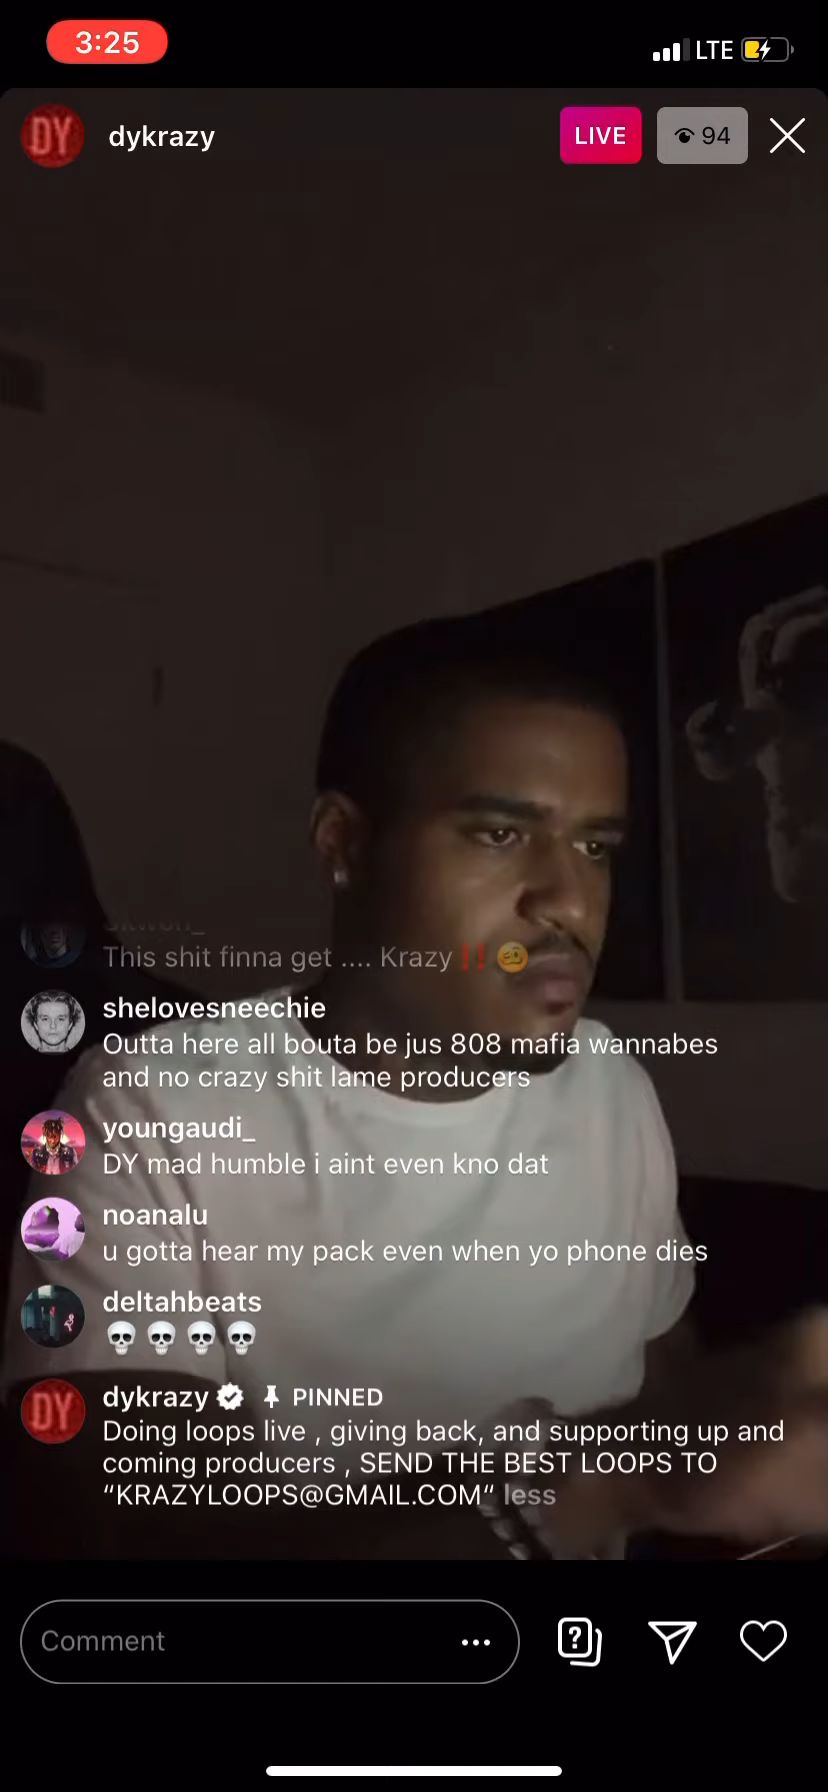 3:25
LTE
DY
dykrazy
LIVE
94
This shit finna get .... Krazy‼️🤕
shelovesneechie
Outta here all bouta be jus 808 mafia wannabes
and no crazy shit lame producers
youngaudi_
DY mad humble i aint even kno dat
noanalu
u gotta hear my pack even when yo phone dies
deltahbeats
💀💀💀💀
DY
dykrazy
PINNED
Doing loops live , giving back, and supporting up and
coming producers , SEND THE BEST LOOPS TO
“KRAZYLOOPS@GMAIL.COM“ less
Comment